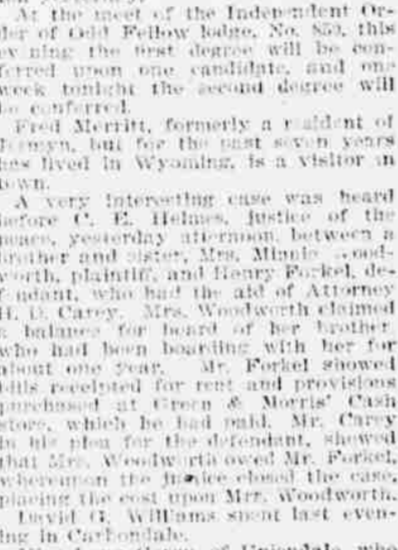 At the meet of the Independent Or-
der of Odd Fellow lodge, No. 859, this
evening the first degree will be con-
ferred upon one candidate, and one
week tonight the second degree will
be conferred.
Fred Merritt, formerly a resident of
Jermyn, but for the past seven years
has lived in Wyoming, is a visitor in
town.
A very interesting case was heard
before C. E. Helmes, justice of the
peace, yesterday afternoon, between a
brother and sister, Mrs. Minnie Wood-
worth, plaintiff, and Henry Forkel, de-
fendant, who had the aid of Attorney
H. D. Carey. Mrs. Woodworth claimed
a balance for board of her brother
who had been boarding with her for
about one year. Mr. Forkel showed
bills receipted for rent and provisions
purchased at Green & Morris' Cash
store, which he had paid. Mr. Carey
in his plea for the defendant, showed
that Mrs. Woodworth owed Mr. Forkel,
whereupon the justice closed the case,
placing the cost upon Mrs. Woodworth.
David G. Williams spent last even-
ing in Carbondale.
of Uniondale, who